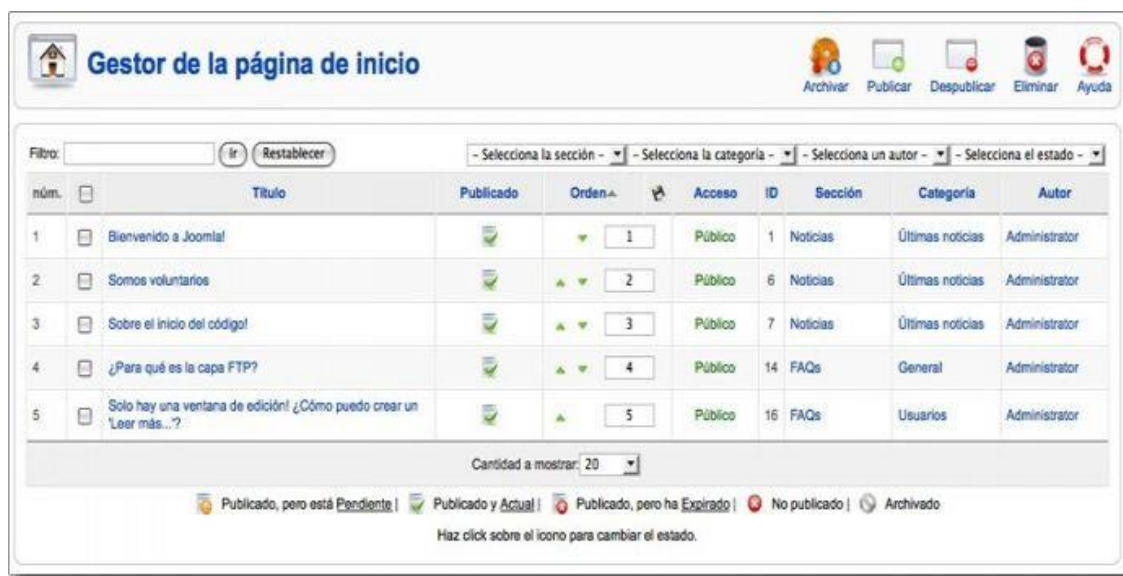 Gestor de la página de inicio
Archivar Publicar Despublicar Eliminar Ayuda
Filtro: Ir Restablecer - Selecciona la sección - - Selecciona la categoría - - Selecciona un autor - - Selecciona el estado -
núm. Título Publicado Orden Acceso ID Sección Categoría Autor
1 Bienvenido a Joomla! 1 Público 1 Noticias Últimas noticias Administrator
2 Somos voluntarios 2 Público 6 Noticias Últimas noticias Administrator
3 Sobre el inicio del código! 3 Público 7 Noticias Últimas noticias Administrator
4 ¿Para qué es la capa FTP? 4 Público 14 FAQs General Administrator
5 Solo hay una ventana de edición! ¿Cómo puedo crear un 5 Público 16 FAQs Usuarios Administrator
'Leer más...'?
Cantidad a mostrar: 20
Publicado, pero está Pendiente | Publicado y Actual | Publicado, pero ha Expirado | No publicado | Archivado
Haz click sobre el icono para cambiar el estado.